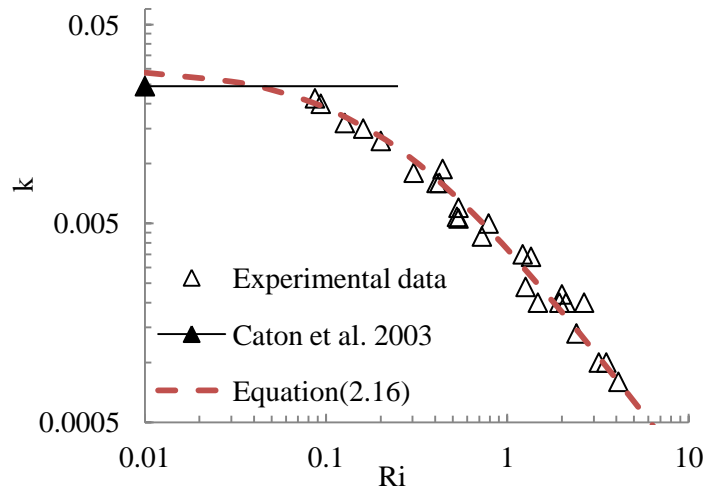 0.05
k
0.005
Experimental data
Caton et al. 2003
Equation(2.16)
0.0005
0.01
0.1
1
10
Ri